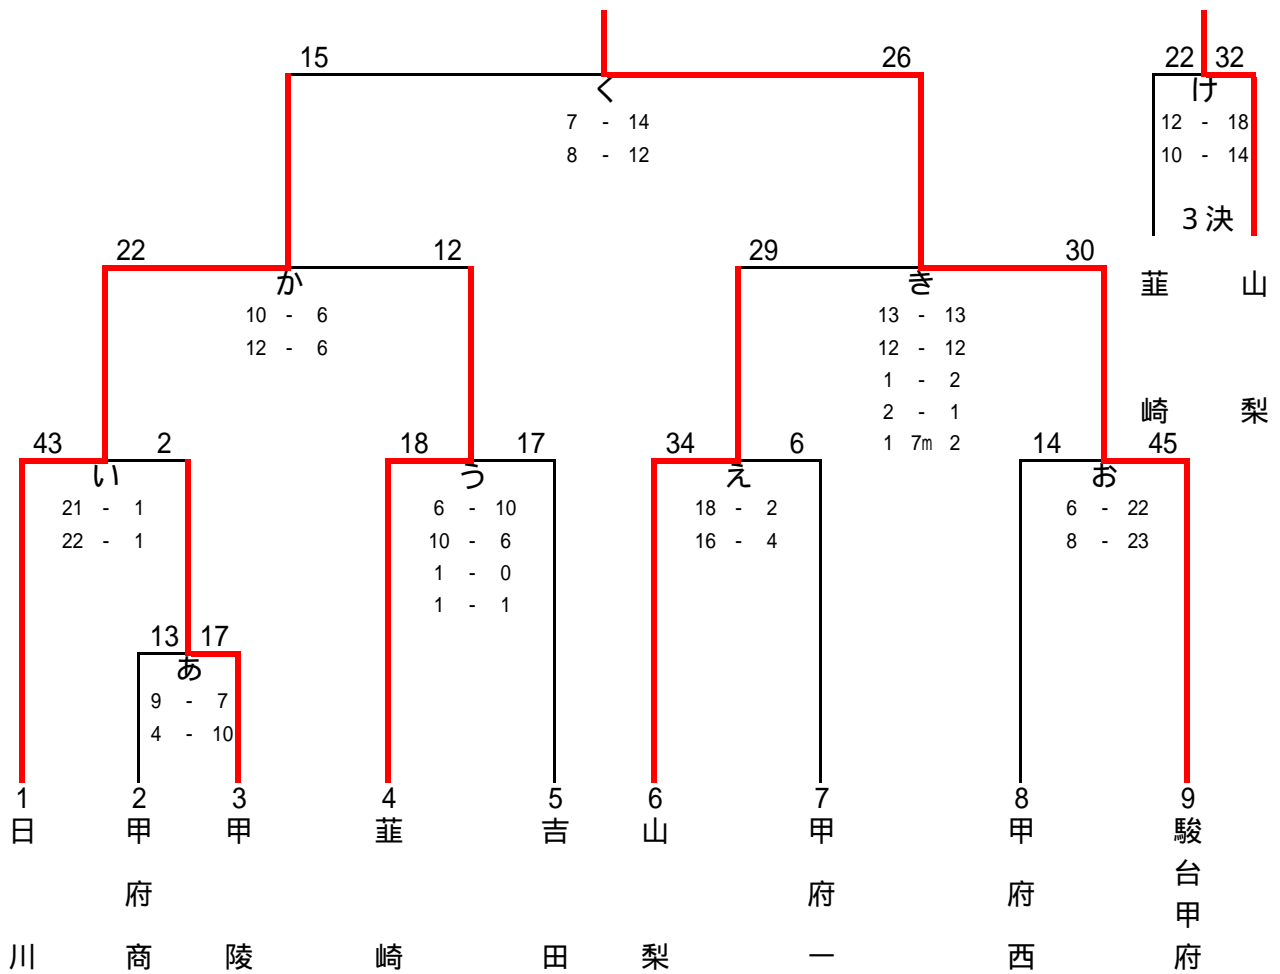 15 26 22 32
く け
7 - 14 12 - 18
8 - 12 10 - 14
3決
22 12 29 30
か き 韮 山
10 - 6 13 - 13
12 - 6 12 - 12
1 - 2
2 - 1 崎 梨
1 7m 2
43 2 18 17 34 6 14 45
い う え お
21 - 1 6 - 10 18 - 2 6 - 22
22 - 1 10 - 6 16 - 4 8 - 23
1 - 0
1 - 1
13 17
あ
9 - 7
4 - 10
1 2 3 4 5 6 7 8 9
日川
甲府商
甲陵
韮崎
吉田
山梨
甲府一
甲府西
駿台甲府